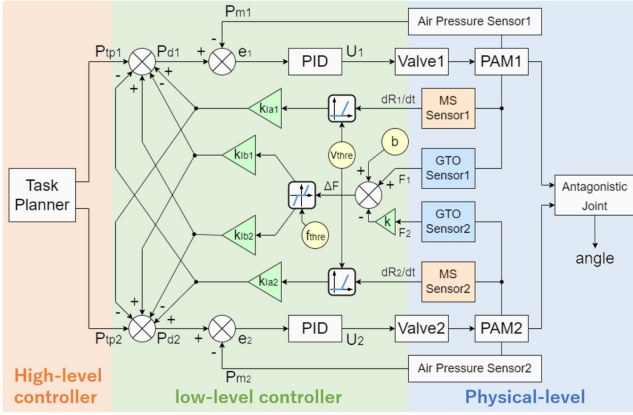 Pm1
Air Pressure Sensor1
Ptp1
Pd1
+
-
e1
PID
U1
Valve1
PAM1
-
+
kIa1
dR1/dt
MS
Sensor1
-
+
kIb1
Vthre
b
+
+
F1
GTO
Sensor1
Task
Planner
ΔF
-
k
F2
GTO
Sensor2
Antagonistic
Joint
angle
fthre
kIb2
kIa2
dR2/dt
MS
Sensor2
+
-
+
-
Ptp2
Pd2
+
-
e2
PID
U2
Valve2
PAM2
Pm2
Air Pressure Sensor2
High-level
controller
low-level controller
Physical-level